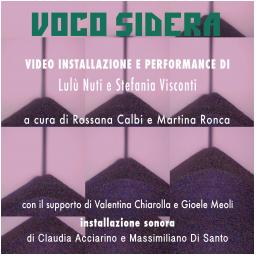 VOCO SIDERA
VIDEO INSTALLAZIONE E PERFORMANCE DI
Lulù Nuti e Stefania Visconti
a cura di Rossana Calbi e Martina Ronca
con il supporto di Valentina Chiarolla e Gioele Meoli
installazione sonora
di Claudia Acciarino e Massimiliano Di Santo